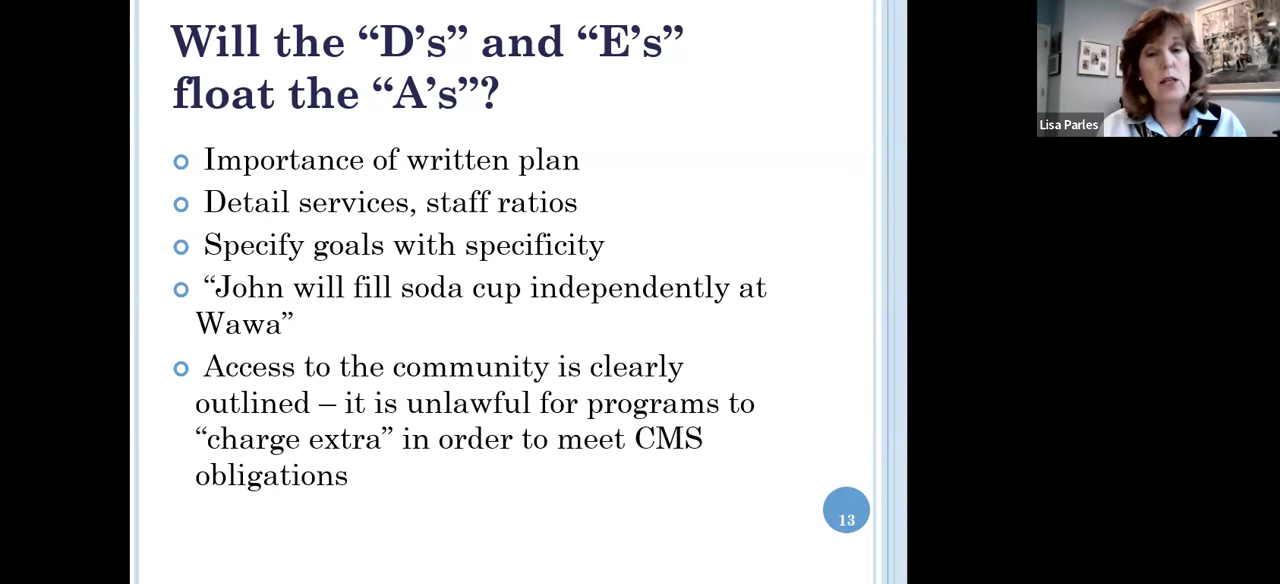 Will the “D’s” and “E’s”
float the “A’s”?
Importance of written plan
Detail services, staff ratios
Specify goals with specificity
“John will fill soda cup independently at
Wawa”
Access to the community is clearly
outlined – it is unlawful for programs to
“charge extra” in order to meet CMS
obligations
13
Lisa Parles